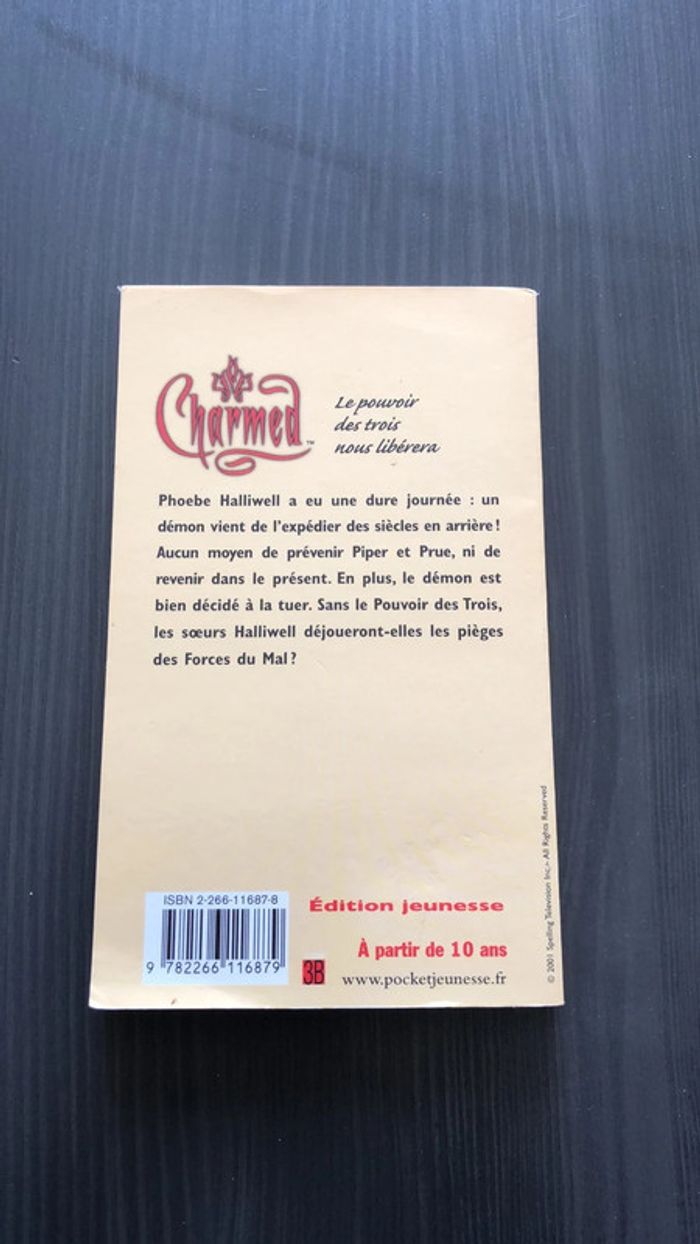 Charmed™
Le pouvoir
des trois
nous libérera
Phoebe Halliwell a eu une dure journée : un
démon vient de l'expédier des siècles en arrière !
Aucun moyen de prévenir Piper et Prue, ni de
revenir dans le présent. En plus, le démon est
bien décidé à la tuer. Sans le Pouvoir des Trois,
les sœurs Halliwell déjoueront-elles les pièges
des Forces du Mal ?
© 2001 Spelling Television Inc. - All Rights Reserved
ISBN 2-266-11687-8
9 782266 116879
Édition jeunesse
À partir de 10 ans
3B
www.pocketjeunesse.fr